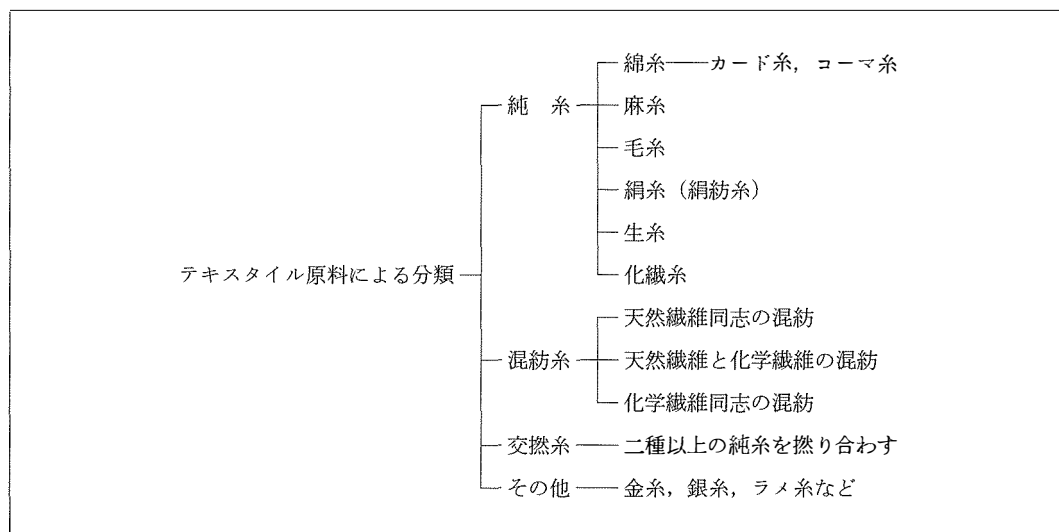 綿糸――カード糸，コーマ糸
純　糸
麻糸
毛糸
絹糸（絹紡糸）
生糸
テキスタイル原料による分類
化繊糸
天然繊維同志の混紡
混紡糸
天然繊維と化学繊維の混紡
化学繊維同志の混紡
交撚糸
二種以上の純糸を撚り合わす
その他
金糸，銀糸，ラメ糸など